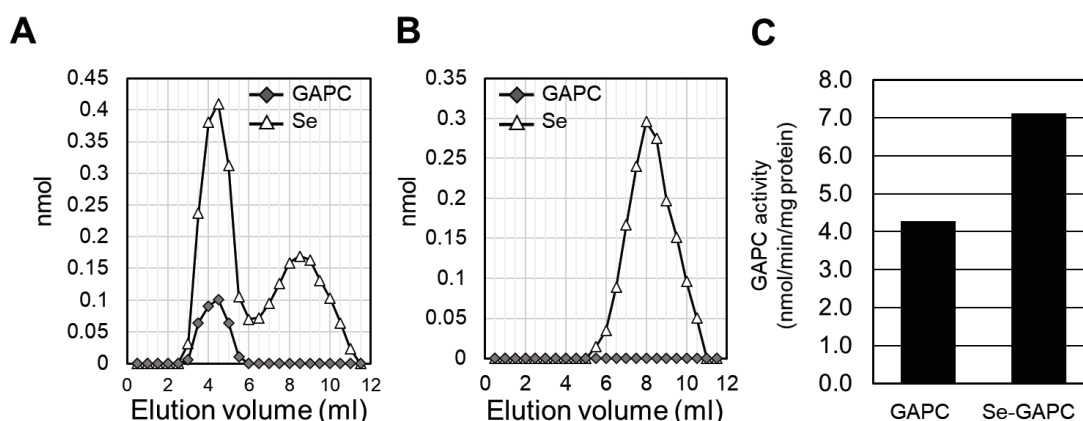 A
0.45
0.4
0.35
0.3
0.25
0.2
0.15
0.1
0.05
0
GAPC
Se
nmol
0 2 4 6 8 10 12
Elution volume (ml)
B
0.35
0.3
0.25
0.2
0.15
0.1
0.05
0
GAPC
Se
nmol
0 2 4 6 8 10 12
Elution volume (ml)
C
8.0
7.0
6.0
5.0
4.0
3.0
2.0
1.0
0.0
GAPC activity
(nmol/min/mg protein)
GAPC Se-GAPC